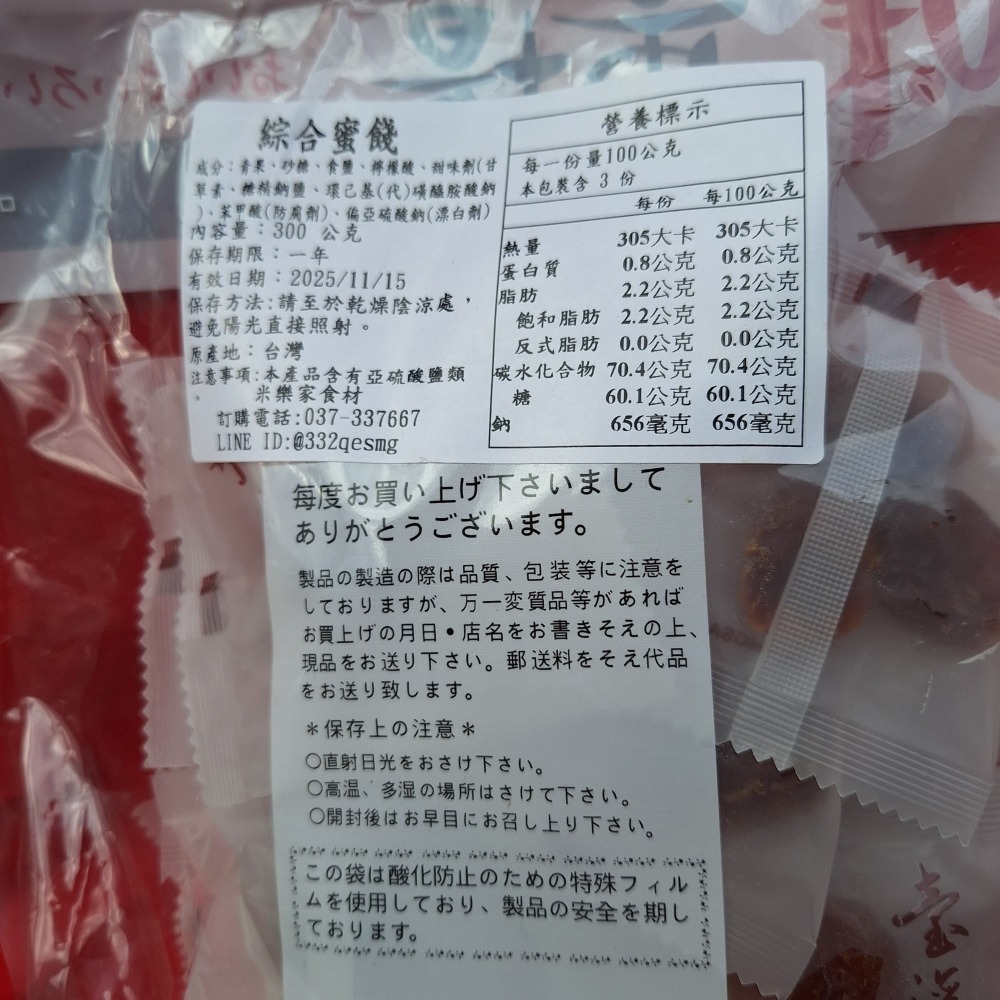 綜合蜜餞
成分：青果、砂糖、食鹽、檸檬酸、甜味劑(甘
草素、糖精鈉鹽、環己基(代)磺醯胺酸鈉
)、苯甲酸(防腐劑)、偏亞硫酸鈉(漂白劑)
內容量：300 公克
保存期限：一年
有效日期：2025/11/15
保存方法:請至於乾燥陰涼處，
避免陽光直接照射。
原產地：台灣
注意事項:本產品含有亞硫酸鹽類
。
米樂家食材
訂購電話:037-337667
LINE ID:@332qesmg
營養標示
每一份量100公克
本包裝含 3 份
每份 每100公克
熱量 305大卡 305大卡
蛋白質 0.8公克 0.8公克
脂肪 2.2公克 2.2公克
飽和脂肪 2.2公克 2.2公克
反式脂肪 0.0公克 0.0公克
碳水化合物 70.4公克 70.4公克
糖 60.1公克 60.1公克
鈉 656毫克 656毫克
毎度お買い上げ下さいまして
ありがとうございます。
製品の製造の際は品質、包装等に注意を
しておりますが、万一変質品等があれば
お買上げの月日•店名をお書きそえの上、
現品をお送り下さい。郵送料をそえ代品
をお送り致します。
＊保存上の注意＊
○直射日光をおさけ下さい。
○高温、多湿の場所はさけて下さい。
○開封後はお早目にお召し上り下さい。
この袋は酸化防止のための特殊フィル
ムを使用しており、製品の安全を期し
ております。